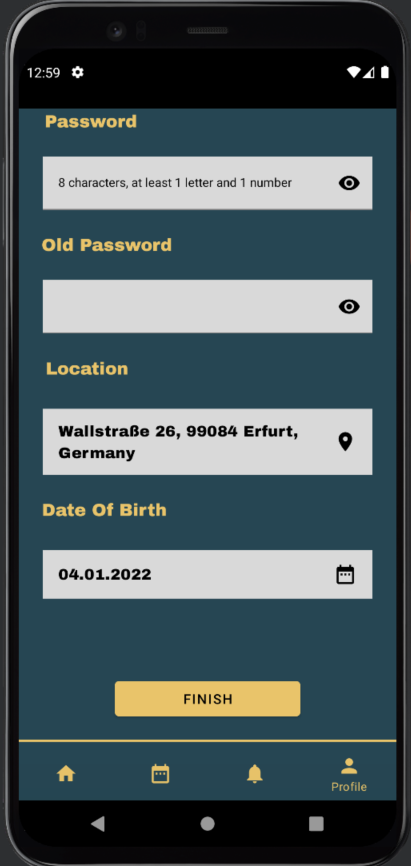 12:59
Password
8 characters, at least 1 letter and 1 number
Old Password
Location
Wallstraße 26, 99084 Erfurt,
Germany
Date Of Birth
04.01.2022
FINISH
Profile